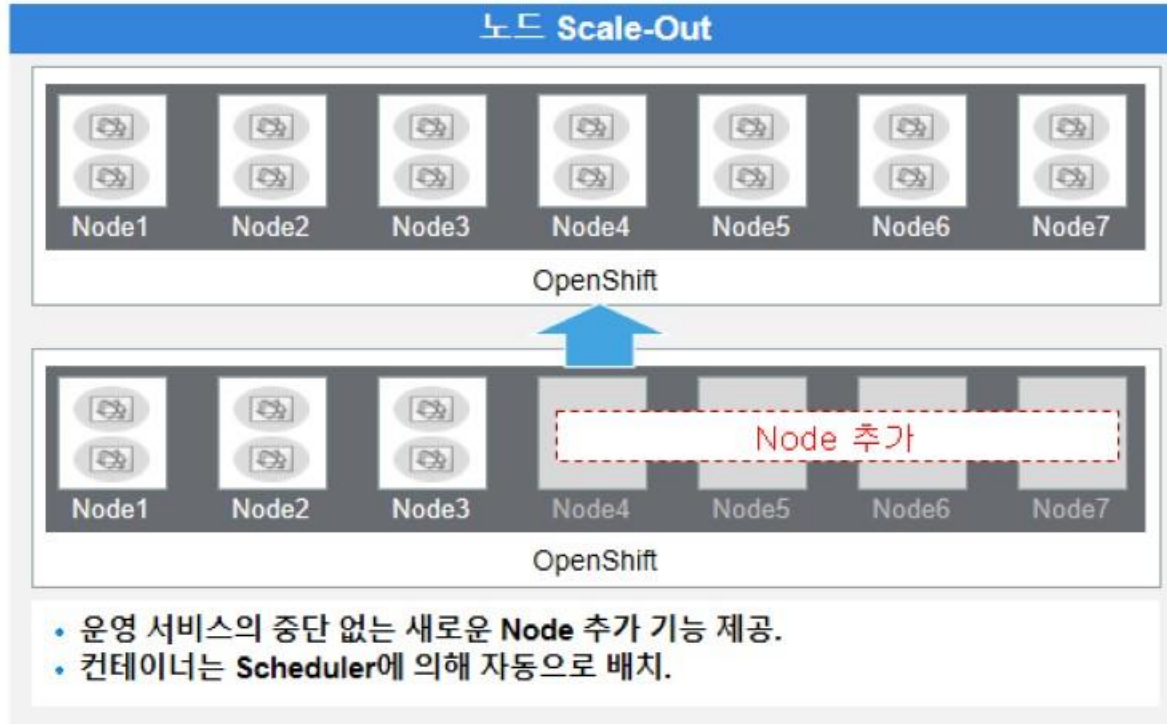 노드 Scale-Out
Node1 Node2 Node3 Node4 Node5 Node6 Node7
OpenShift
Node 추가
Node1 Node2 Node3 Node4 Node5 Node6 Node7
OpenShift
• 운영 서비스의 중단 없는 새로운 Node 추가 기능 제공.
• 컨테이너는 Scheduler에 의해 자동으로 배치.